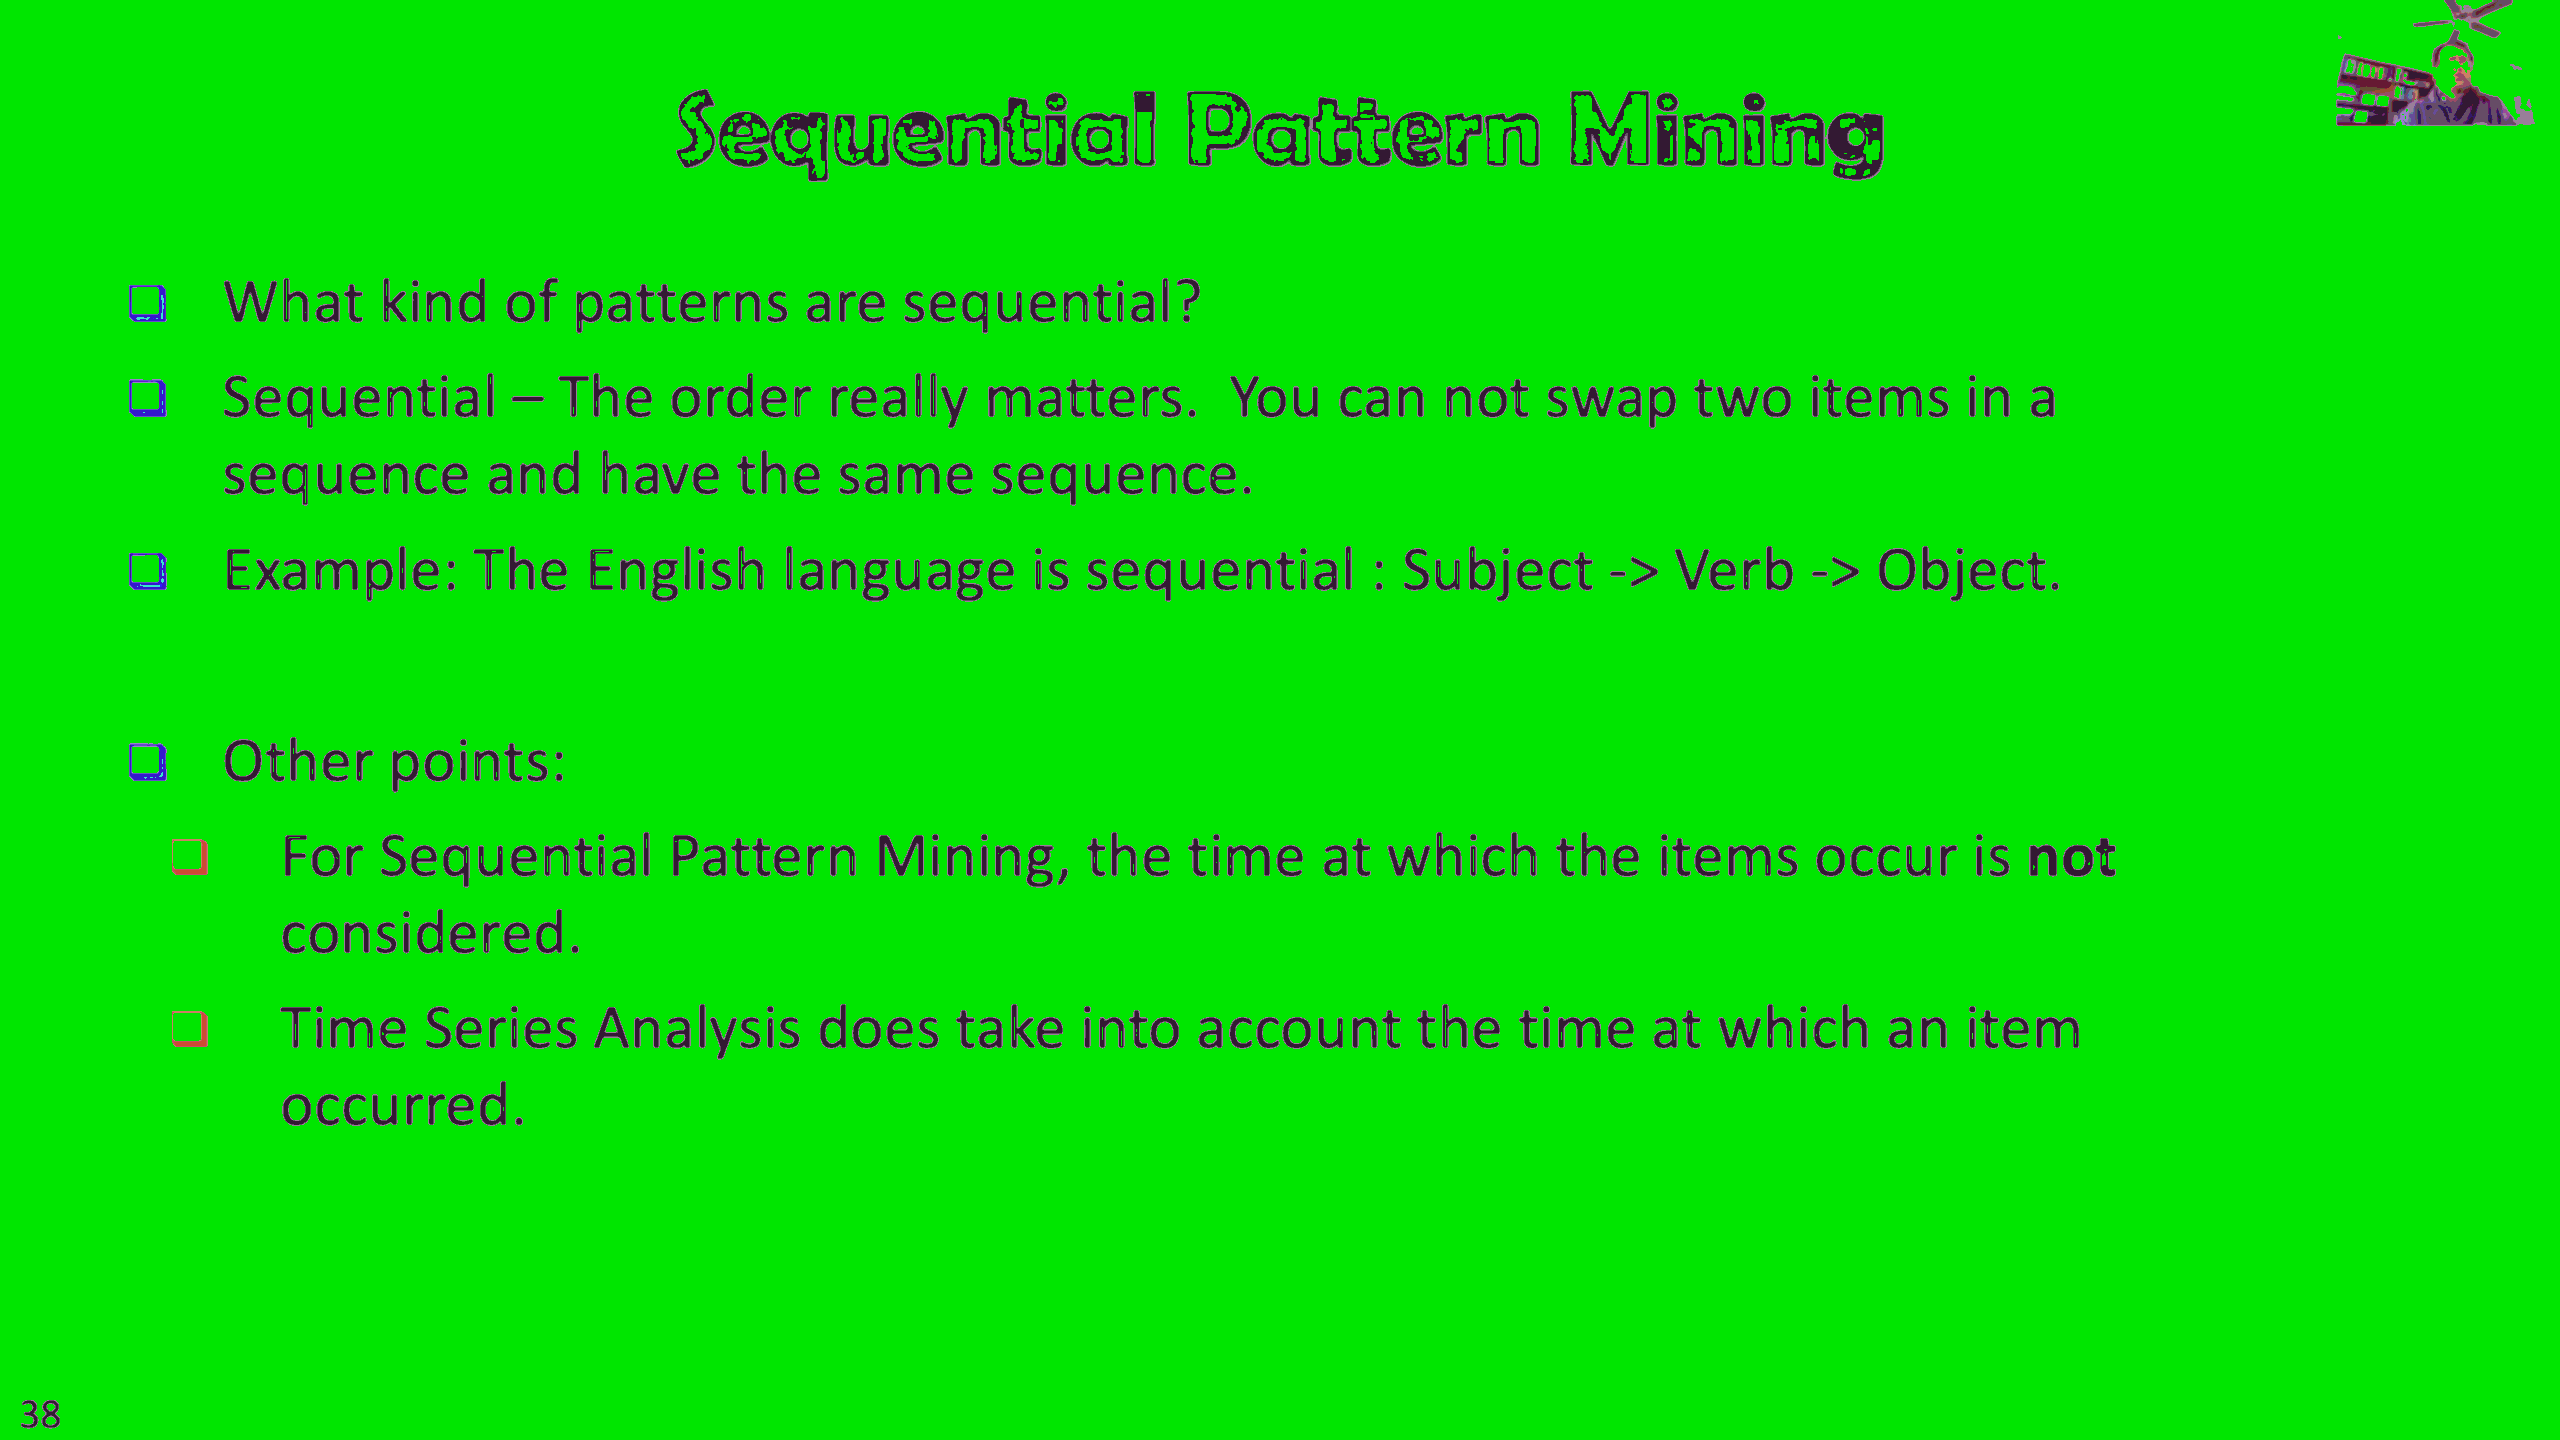 Sequential Pattern Mining
What kind of patterns are sequential?
Sequential – The order really matters.  You can not swap two items in a
sequence and have the same sequence.
Example: The English language is sequential : Subject -> Verb -> Object.
Other points:
For Sequential Pattern Mining, the time at which the items occur is not
considered.
Time Series Analysis does take into account the time at which an item
occurred.
38